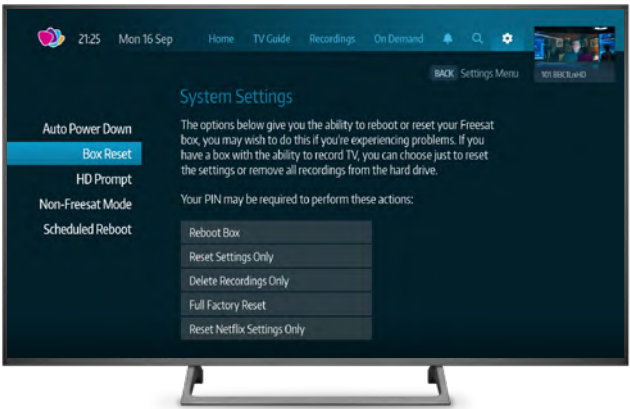 21:25 Mon 16 Sep Home TV Guide Recordings On Demand
BACK Settings Menu
101 BBC1LnHD
System Settings
Auto Power Down
Box Reset
HD Prompt
Non-Freesat Mode
Scheduled Reboot
The options below give you the ability to reboot or reset your Freesat
box, you may wish to do this if you're experiencing problems. If you
have a box with the ability to record TV, you can choose just to reset
the settings or remove all recordings from the hard drive.
Your PIN may be required to perform these actions:
Reboot Box
Reset Settings Only
Delete Recordings Only
Full Factory Reset
Reset Netflix Settings Only